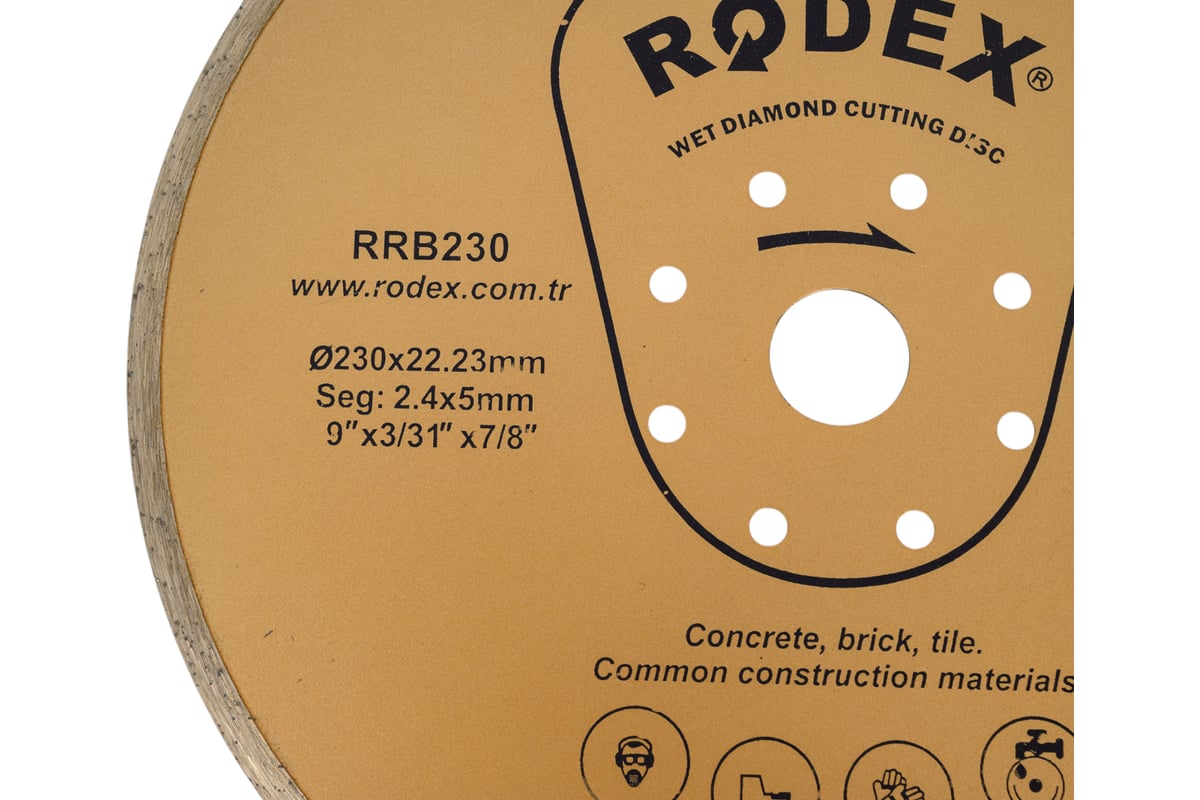 RODEX®
WET DIAMOND CUTTING DISC
RRB230
www.rodex.com.tr
Ø230x22.23mm
Seg: 2.4x5mm
9″x3/31″ x7/8″
Concrete, brick, tile.
Common construction materials